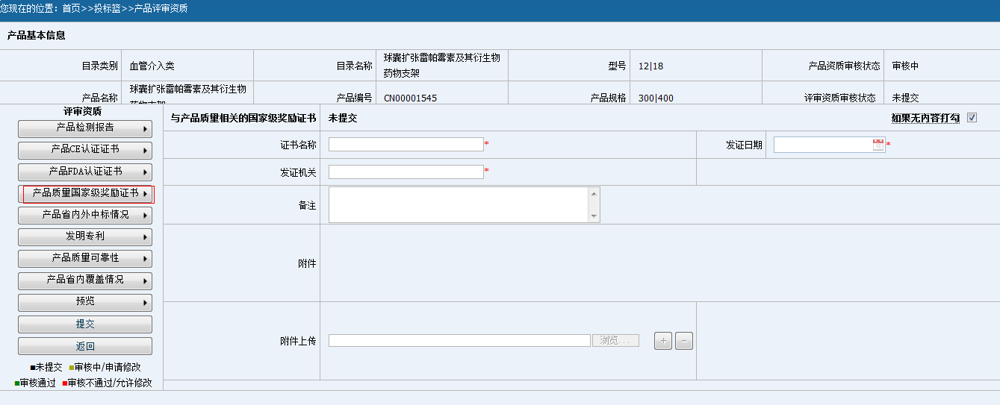 您现在的位置：首页>>投标篮>>产品评审资质
产品基本信息
目录类别 血管介入类 目录名称 球囊扩张雷帕霉素及其衍生物药物支架 型号 12|18 产品资质审核状态 审核中
产品名称 球囊扩张雷帕霉素及其衍生物药物支架 产品编号 CN00001545 产品规格 300|400 评审资质审核状态 未提交
评审资质
产品检测报告
产品CE认证证书
产品FDA认证证书
产品质量国家级奖励证书
产品省内外中标情况
发明专利
产品质量可靠性
产品省内覆盖情况
预览
提交
返回
■未提交 ■审核中/申请修改
■审核通过 ■审核不通过/允许修改
与产品质量相关的国家级奖励证书 未提交 如果无内容打勾
证书名称 * 发证日期 *
发证机关 *
备注
附件
附件上传 浏览... + -